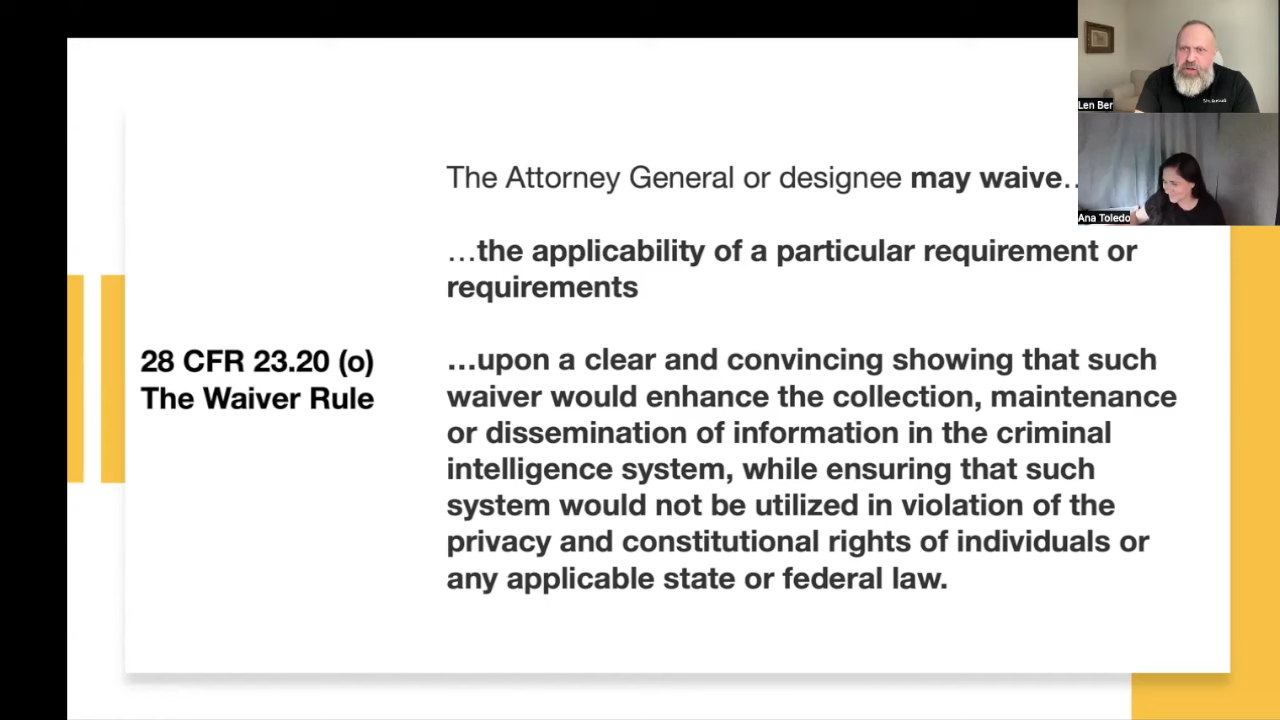 Len Ber
Ana Toledo
The Attorney General or designee may waive…
…the applicability of a particular requirement or
requirements
28 CFR 23.20 (o)
The Waiver Rule
…upon a clear and convincing showing that such
waiver would enhance the collection, maintenance
or dissemination of information in the criminal
intelligence system, while ensuring that such
system would not be utilized in violation of the
privacy and constitutional rights of individuals or
any applicable state or federal law.